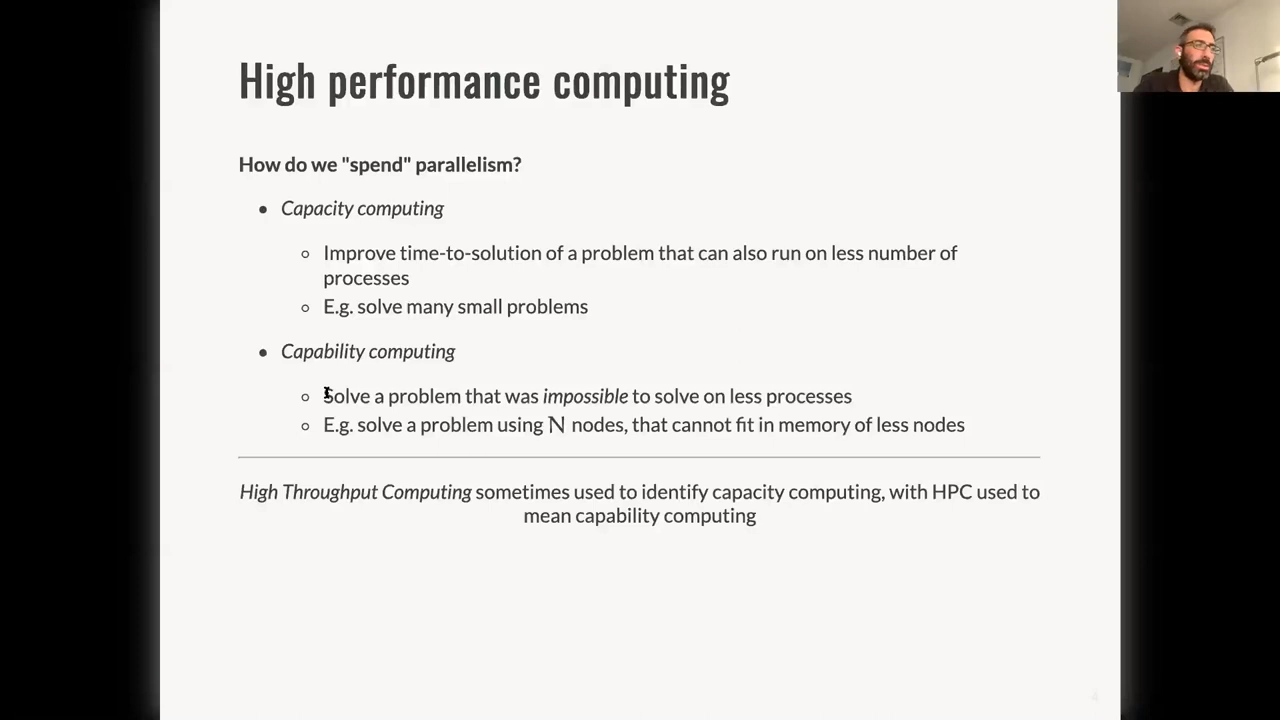 High performance computing
How do we "spend" parallelism?
Capacity computing
Improve time-to-solution of a problem that can also run on less number of
processes
E.g. solve many small problems
Capability computing
Solve a problem that was impossible to solve on less processes
E.g. solve a problem using N nodes, that cannot fit in memory of less nodes
High Throughput Computing sometimes used to identify capacity computing, with HPC used to
mean capability computing
4